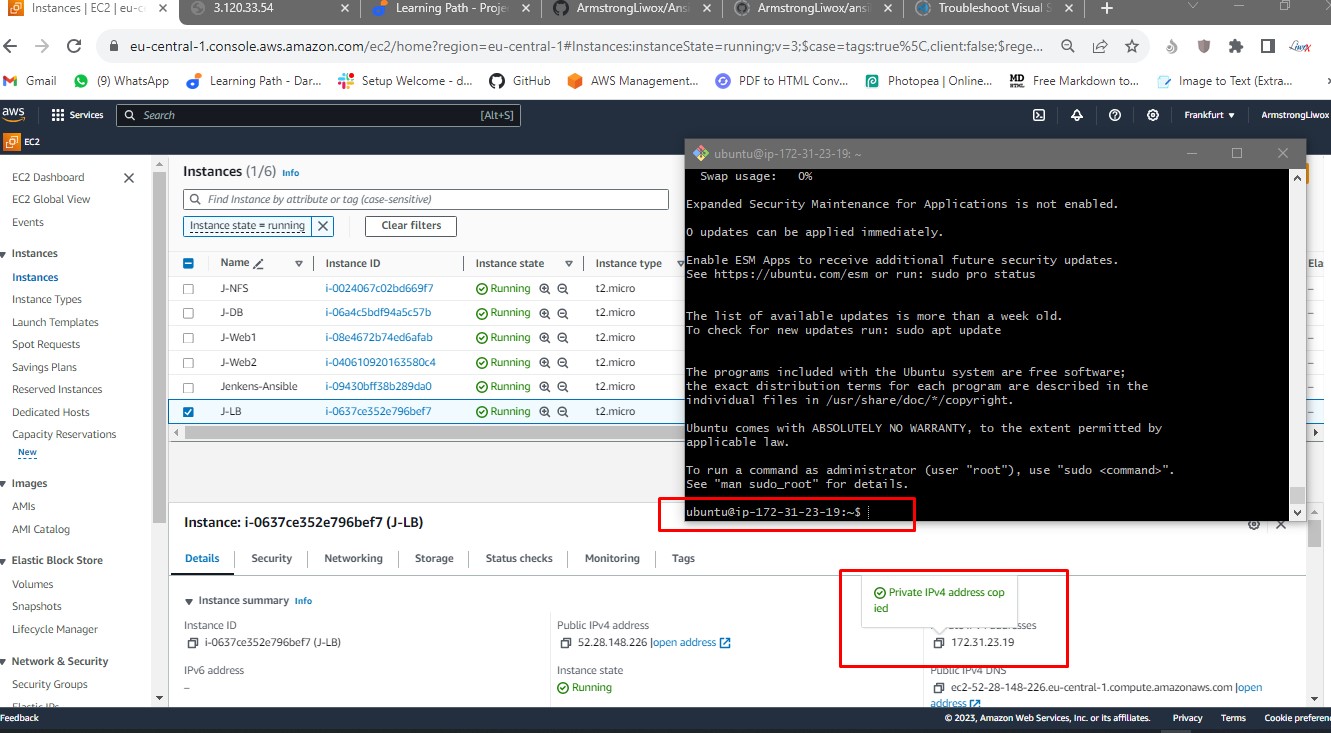 Instances | EC2 | eu-c
3.120.33.54
Learning Path - Proje
ArmstrongLiwox/Ansi
ArmstrongLiwox/ansib
Troubleshoot Visual S
eu-central-1.console.aws.amazon.com/ec2/home?region=eu-central-1#Instances:instanceState=running;v=3;$case=tags:true%5C,client:false;$rege...
Gmail
(9) WhatsApp
Learning Path - Dar...
Setup Welcome - d...
GitHub
AWS Management...
PDF to HTML Conv...
Photopea | Online...
Free Markdown to...
Image to Text (Extra...
aws
Services
Search
[Alt+S]
Frankfurt
ArmstrongLiwox
EC2
EC2 Dashboard
EC2 Global View
Events
Instances
Instances
Instance Types
Launch Templates
Spot Requests
Savings Plans
Reserved Instances
Dedicated Hosts
Capacity Reservations
New
Images
AMIs
AMI Catalog
Elastic Block Store
Volumes
Snapshots
Lifecycle Manager
Network & Security
Security Groups
Elastic IPs
Instances (1/6) Info
Find Instance by attribute or tag (case-sensitive)
Instance state = running
Clear filters
Name Instance ID Instance state Instance type Ela
J-NFS i-0024067c02bd669f7 Running t2.micro
J-DB i-06a4c5bdf94a5c57b Running t2.micro
J-Web1 i-08e4672b74ed6afab Running t2.micro
J-Web2 i-040610920163580c4 Running t2.micro
Jenkens-Ansible i-09430bff38b289da0 Running t2.micro
J-LB i-0637ce352e796bef7 Running t2.micro
ubuntu@ip-172-31-23-19: ~
Swap usage: 0%
Expanded Security Maintenance for Applications is not enabled.
0 updates can be applied immediately.
Enable ESM Apps to receive additional future security updates.
See https://ubuntu.com/esm or run: sudo pro status
The list of available updates is more than a week old.
To check for new updates run: sudo apt update
The programs included with the Ubuntu system are free software;
the exact distribution terms for each program are described in the
individual files in /usr/share/doc/*/copyright.
Ubuntu comes with ABSOLUTELY NO WARRANTY, to the extent permitted by
applicable law.
To run a command as administrator (user "root"), use "sudo <command>".
See "man sudo_root" for details.
ubuntu@ip-172-31-23-19:~$
Instance: i-0637ce352e796bef7 (J-LB)
Details Security Networking Storage Status checks Monitoring Tags
Instance summary Info
Instance ID
i-0637ce352e796bef7 (J-LB)
IPv6 address
–
Public IPv4 address
52.28.148.226 |open address
Instance state
Running
Private IPv4 address cop
ied
addresses
172.31.23.19
Public IPv4 DNS
ec2-52-28-148-226.eu-central-1.compute.amazonaws.com |open
address
Feedback
© 2023, Amazon Web Services, Inc. or its affiliates.
Privacy
Terms
Cookie preferen